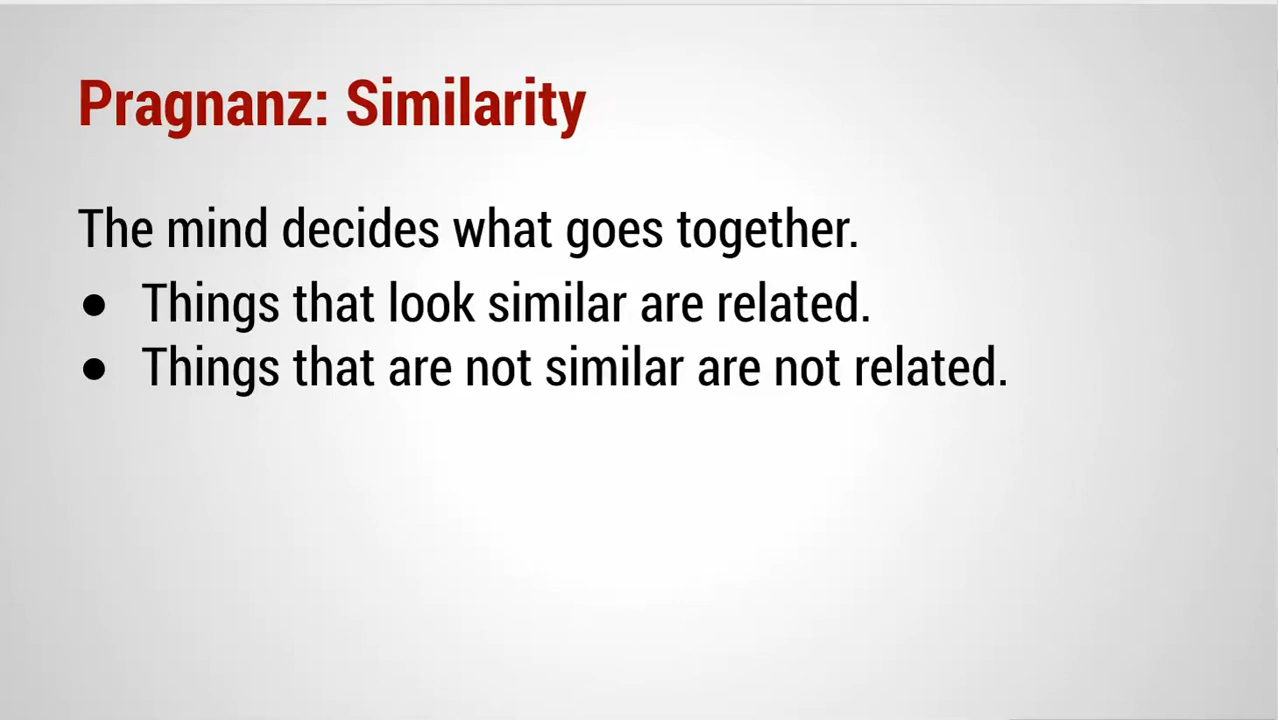 Pragnanz: Similarity
The mind decides what goes together.
● Things that look similar are related.
● Things that are not similar are not related.